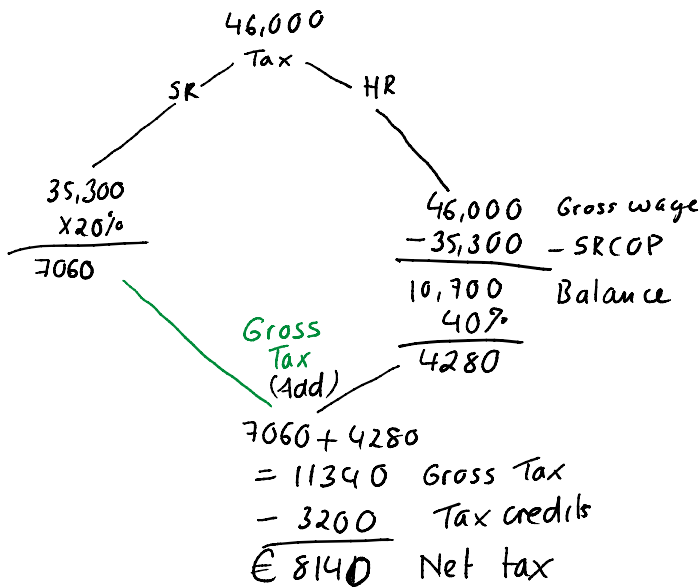 46,000
Tax
SR
HR
35,300
X20%
7060
46,000 Gross wage
-35,300 - SRCOP
10,700 Balance
40%
4280
Gross
Tax
(Add)
7060+4280
= 11340 Gross Tax
- 3200 Tax credits
€ 8140 Net tax